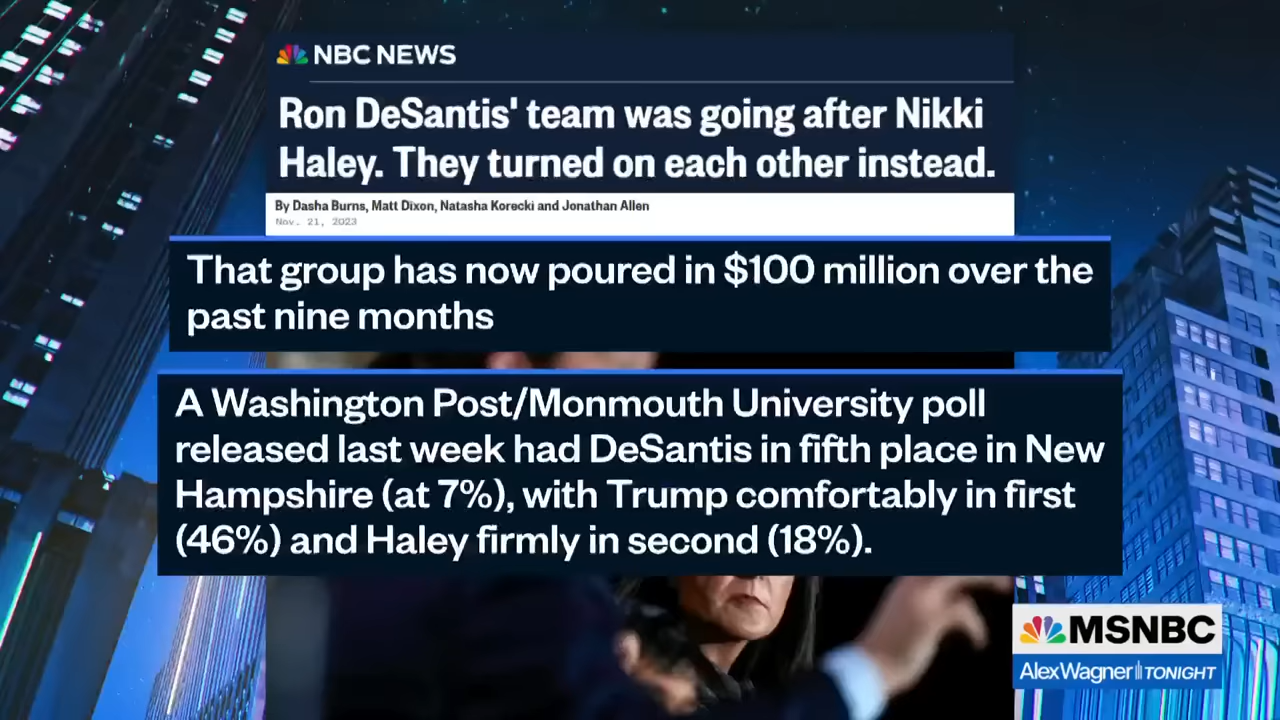 NBC NEWS
Ron DeSantis' team was going after Nikki
Haley. They turned on each other instead.
By Dasha Burns, Matt Dixon, Natasha Korecki and Jonathan Allen
Nov. 21, 2023
That group has now poured in $100 million over the
past nine months
A Washington Post/Monmouth University poll
released last week had DeSantis in fifth place in New
Hampshire (at 7%), with Trump comfortably in first
(46%) and Haley firmly in second (18%).
MSNBC
AlexWagner TONIGHT